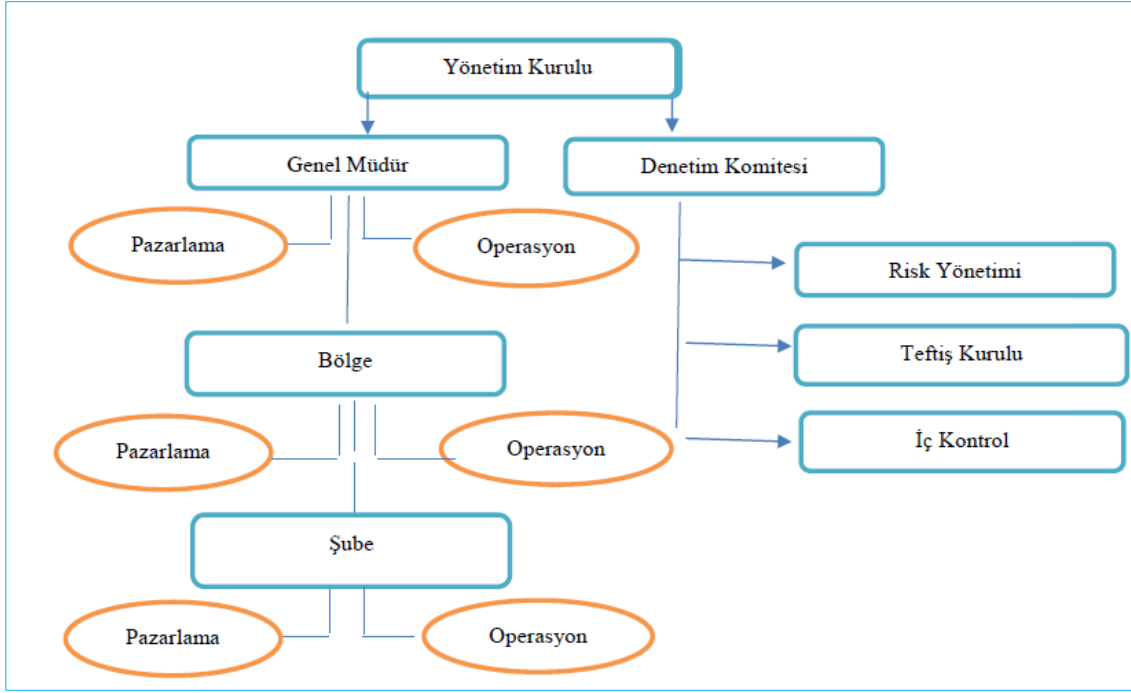 Yönetim Kurulu
Genel Müdür
Denetim Komitesi
Pazarlama
Operasyon
Risk Yönetimi
Bölge
Teftiş Kurulu
Pazarlama
Operasyon
İç Kontrol
Şube
Pazarlama
Operasyon